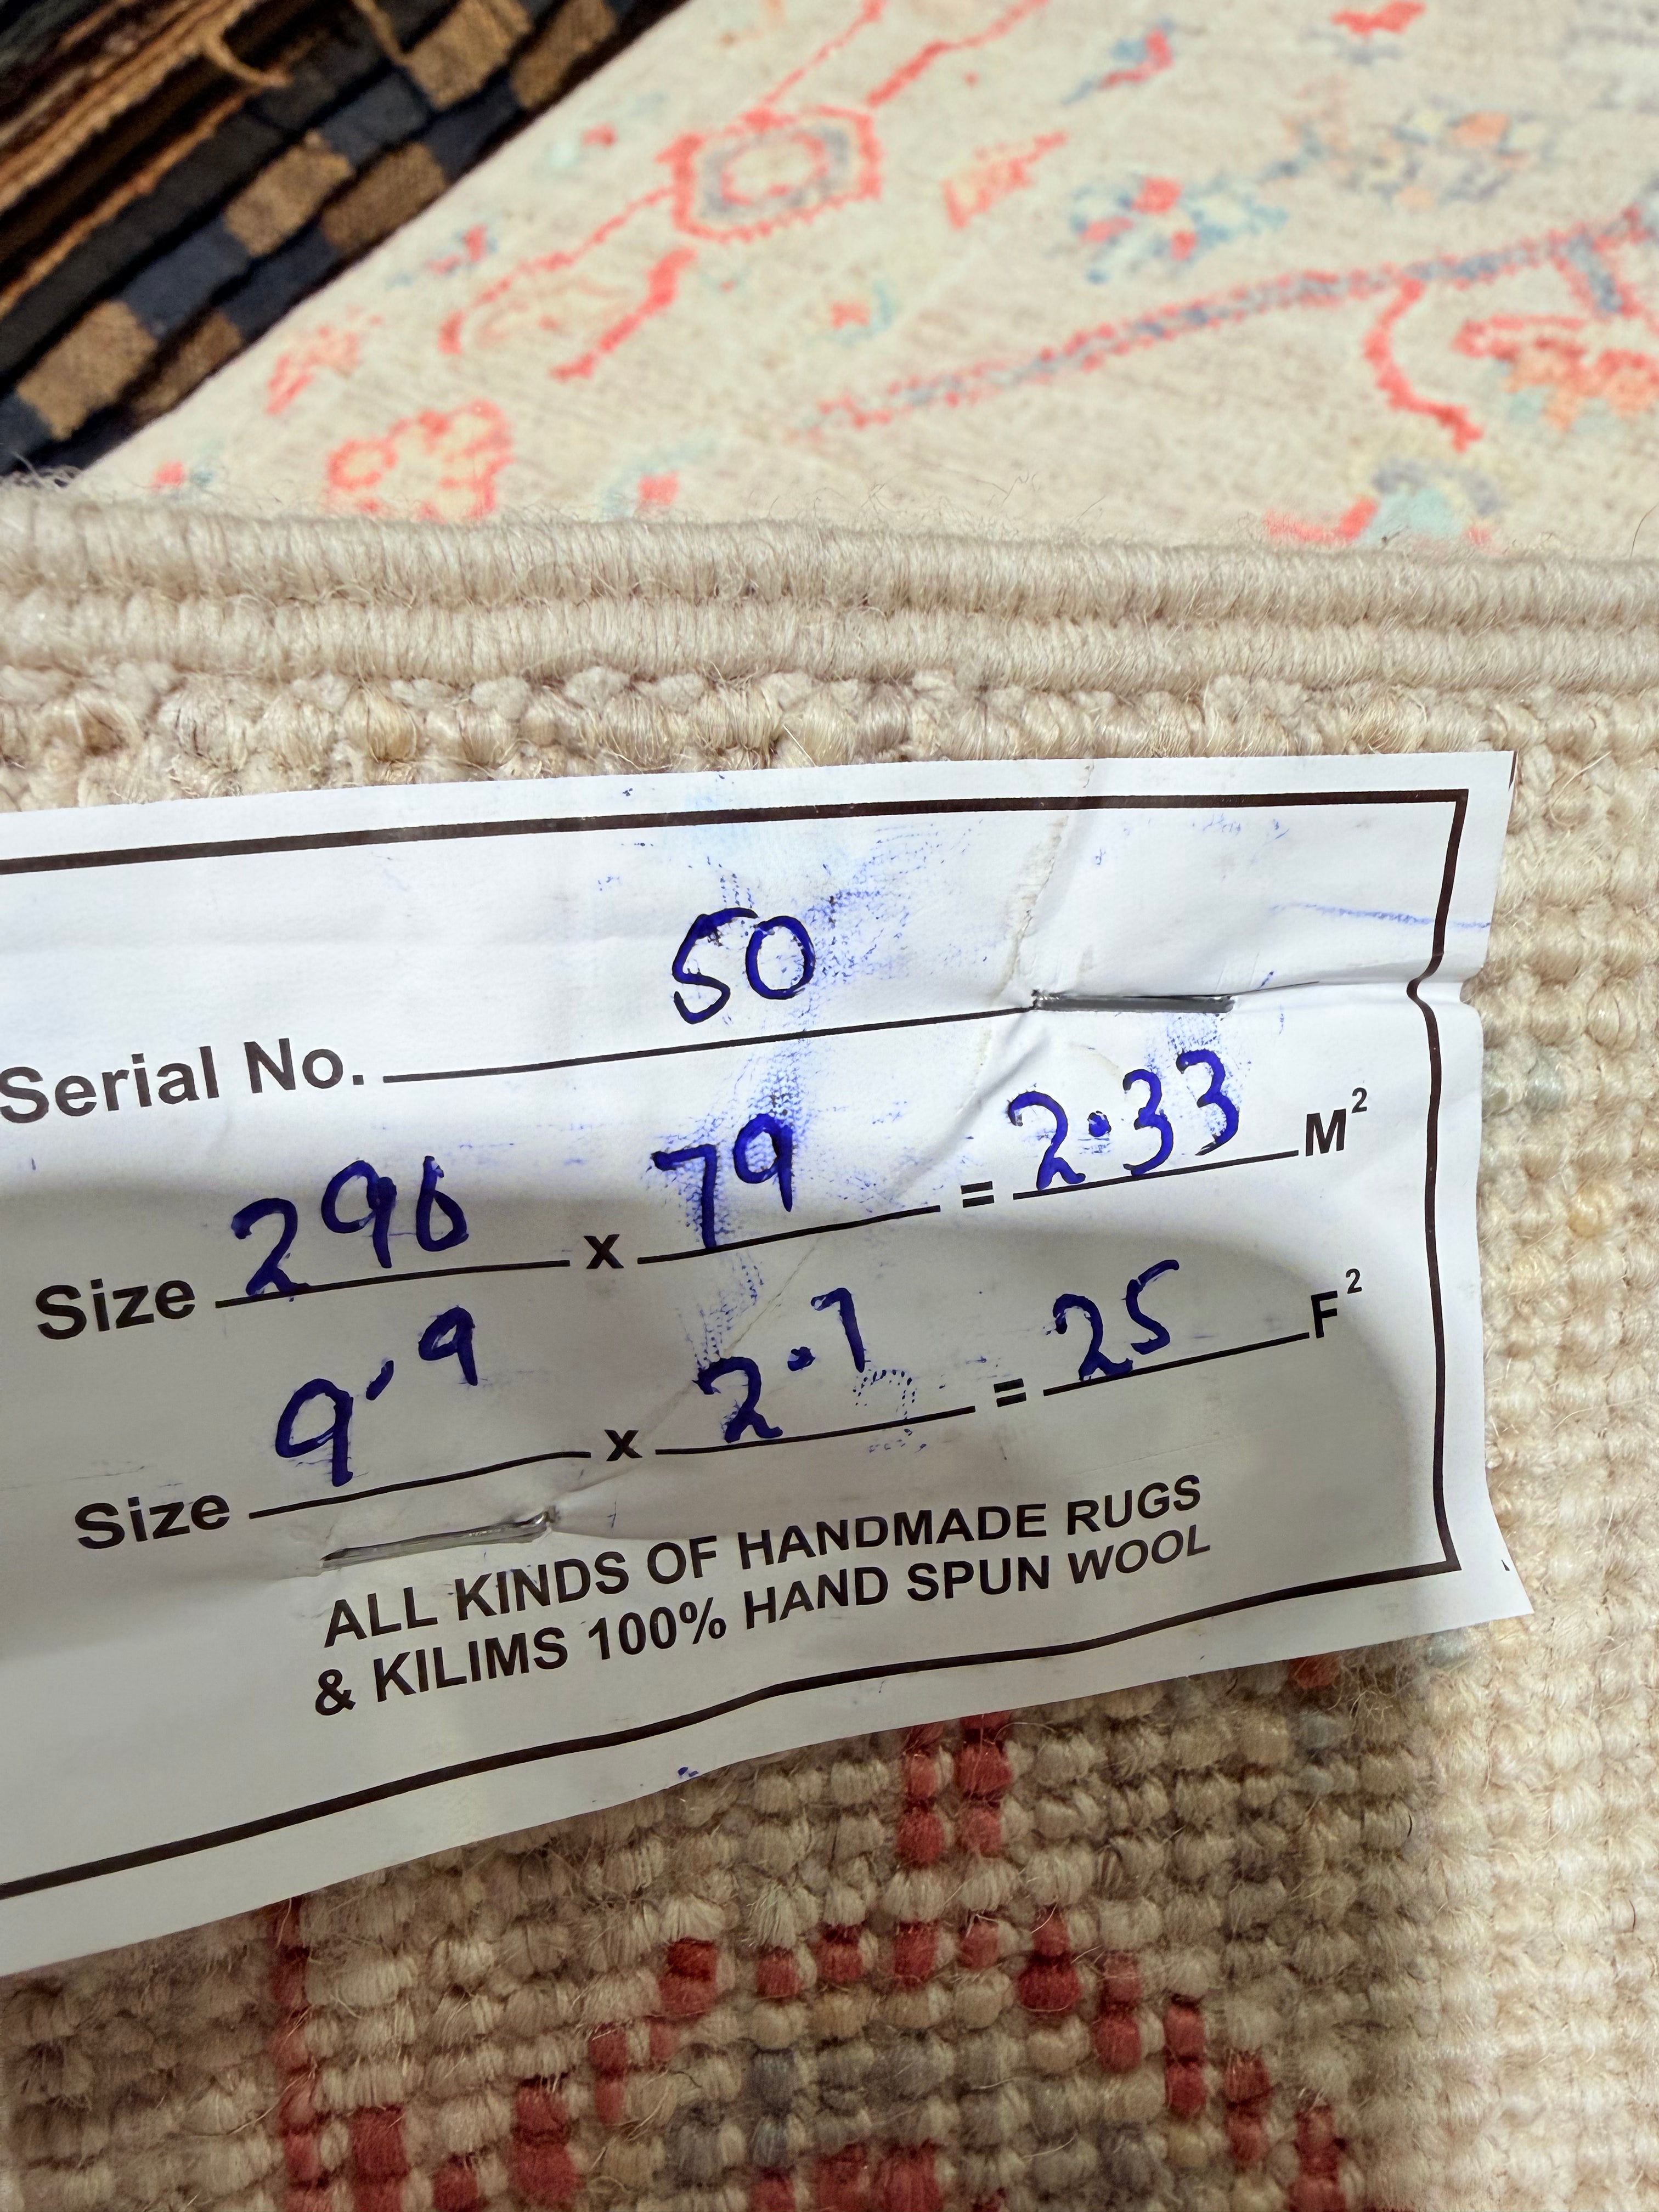 Serial No. 50
Size 296 x 79 = 2.33 M²
Size 9'9 x 2.7 = 25 F²
ALL KINDS OF HANDMADE RUGS
& KILIMS 100% HAND SPUN WOOL